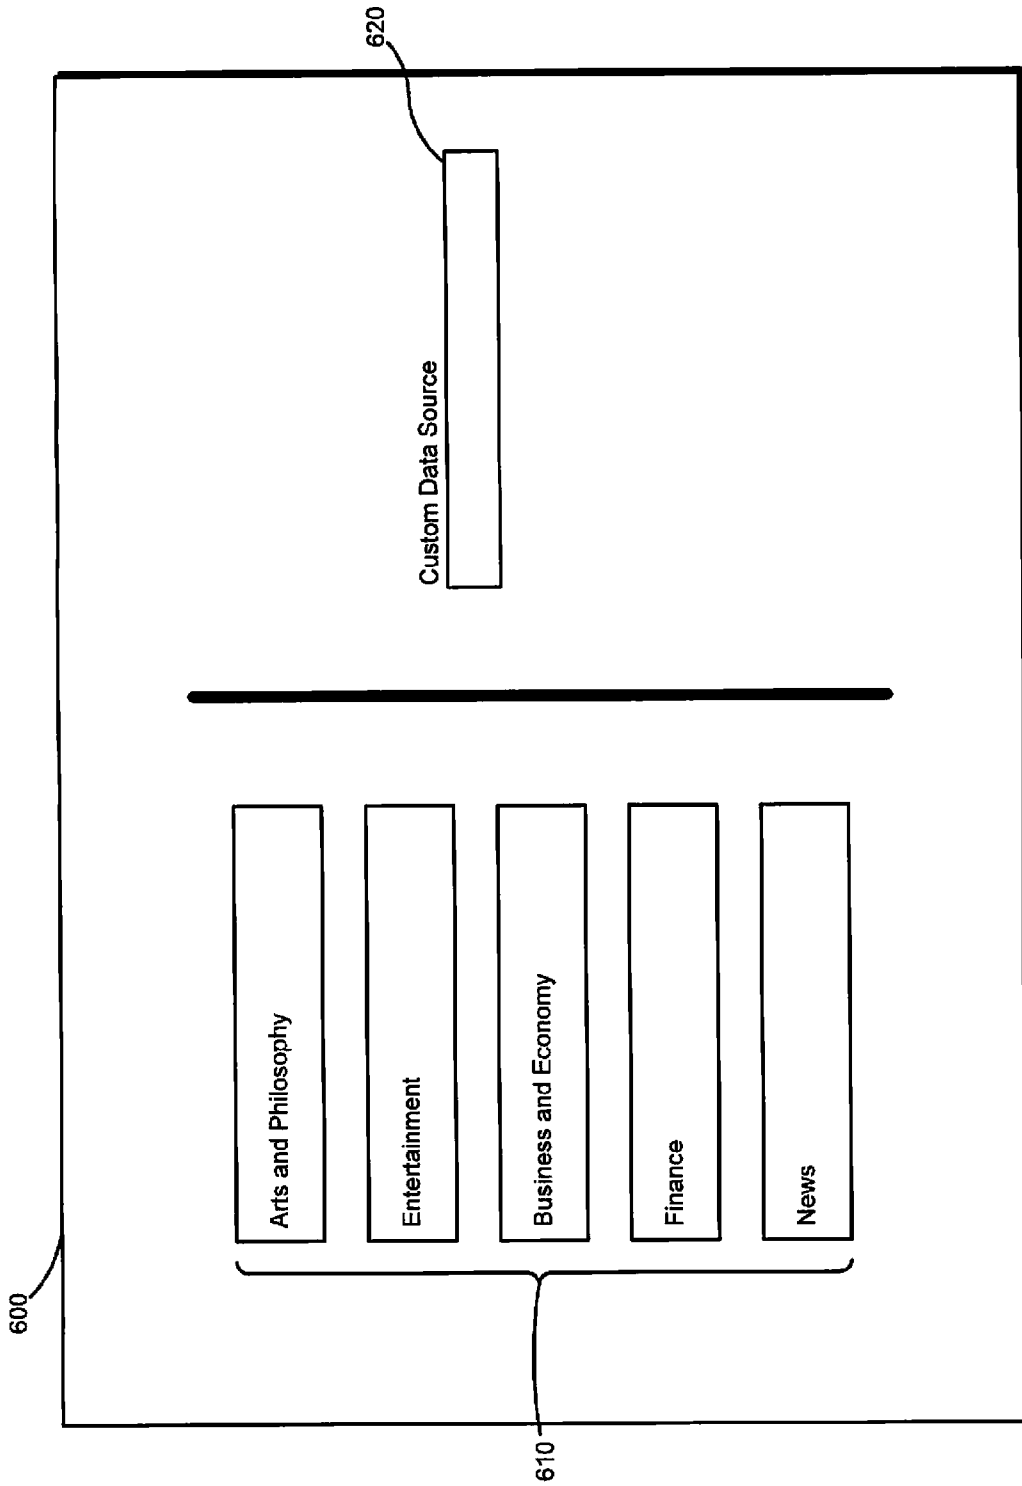 600
610
Arts and Philosophy
Entertainment
Business and Economy
Finance
News
Custom Data Source
620